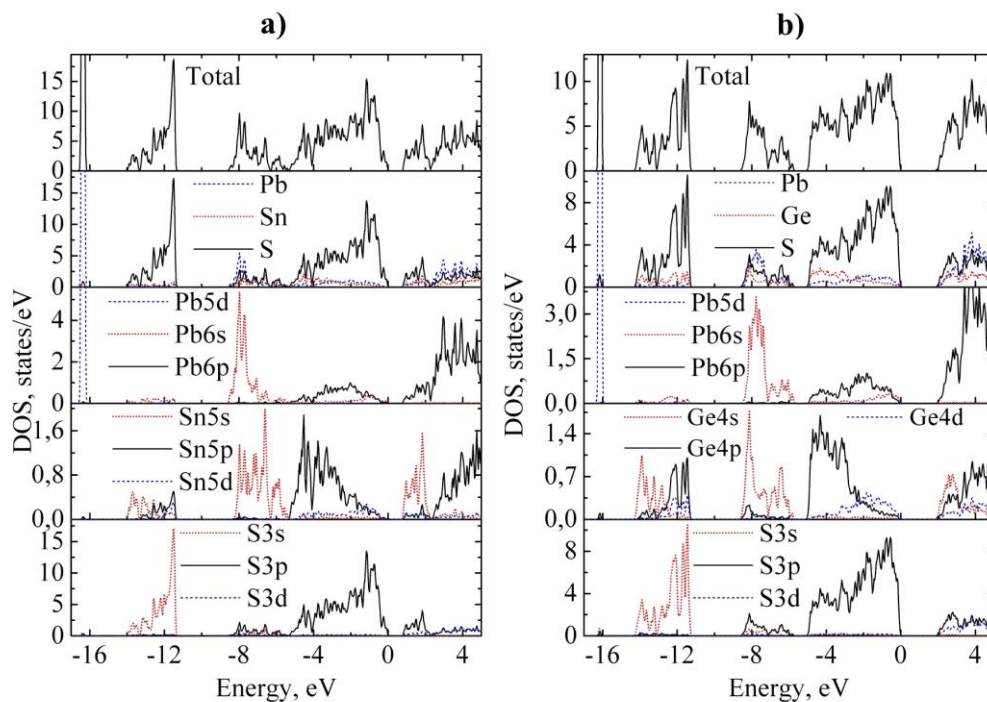 a)
b)
Total
15
10
5
0
Pb
Sn
S
15
10
5
0
Pb5d
Pb6s
Pb6p
4
2
0
Sn5s
Sn5p
Sn5d
1,6
0,8
0,0
S3s
S3p
S3d
15
10
5
0
-16
-12
-8
-4
0
4
Energy, eV
DOS, states/eV
Total
10
5
0
Pb
Ge
S
8
4
0
Pb5d
Pb6s
Pb6p
3,0
1,5
0,0
Ge4s
Ge4p
Ge4d
1,4
0,7
0,0
S3s
S3p
S3d
8
4
0
-16
-12
-8
-4
0
4
Energy, eV
DOS, states/eV